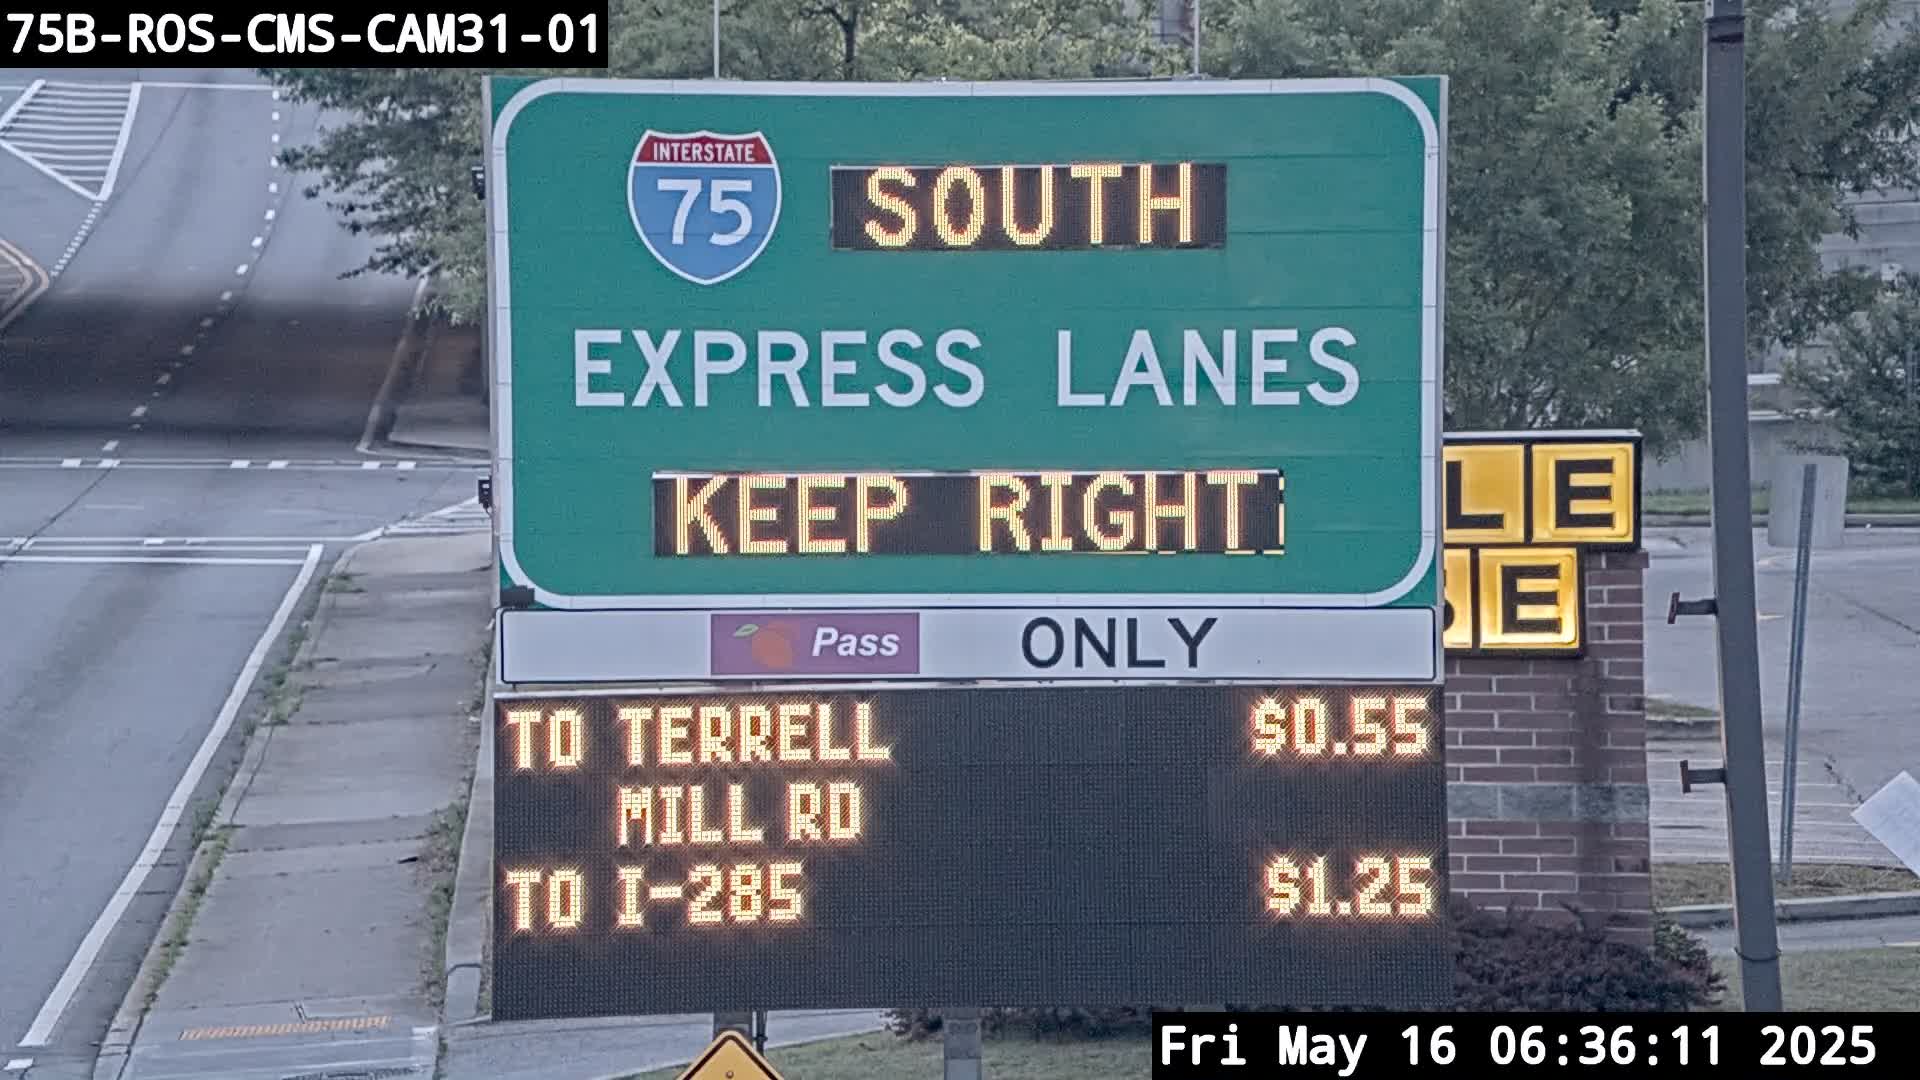 75B-ROS-CMS-CAM31-01
INTERSTATE
75
SOUTH
EXPRESS LANES
KEEP RIGHT
Pass ONLY
TO TERRELL $0.55
MILL RD
TO I-285 $1.25
LE
E
Fri May 16 06:36:11 2025